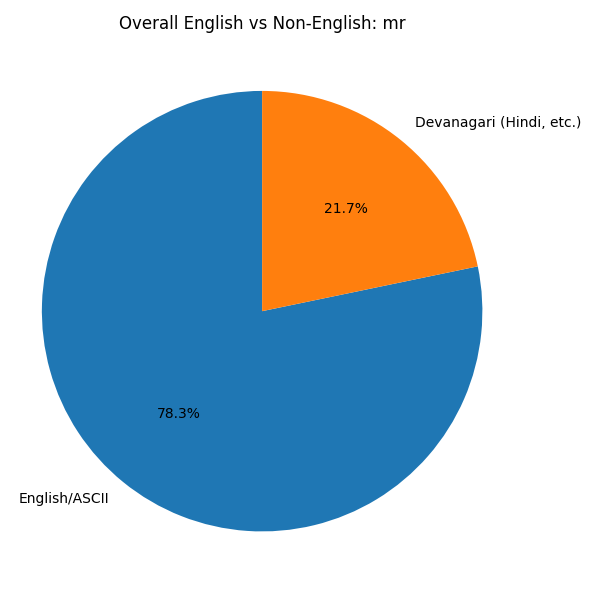 Overall English vs Non-English: mr
Devanagari (Hindi, etc.)
21.7%
78.3%
English/ASCII